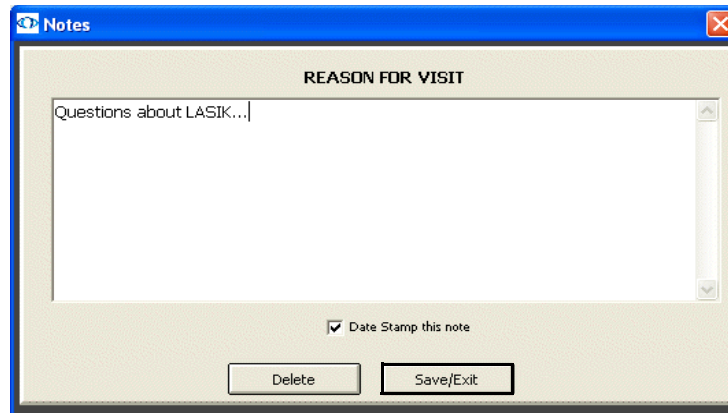 Notes
REASON FOR VISIT
Questions about LASIK...
Date Stamp this note
Delete
Save/Exit